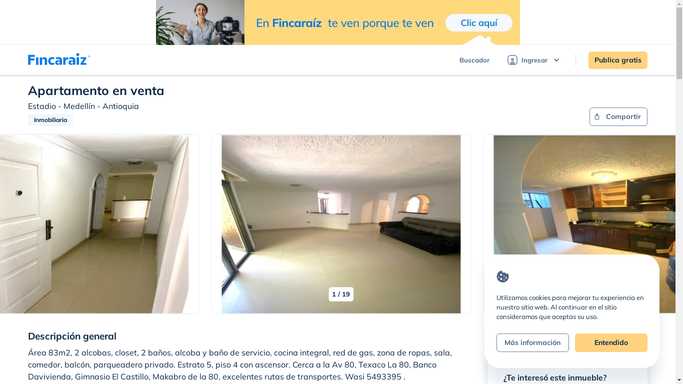 En Fincaraíz te ven porque te ven
Clic aquí
Fincaraiz
Buscador
Ingresar
Publica gratis
Apartamento en venta
Estadio - Medellín - Antioquia
Inmobiliaria
Compartir
1 / 19
Descripción general
Área 83m2, 2 alcobas, closet, 2 baños, alcoba y baño de servicio, cocina integral, red de gas, zona de ropas, sala,
comedor, balcón, parqueadero privado. Estrato 5, piso 4 con ascensor. Cerca a la Av 80, Texaco La 80, Banco
Davivienda, Gimnasio El Castillo, Makabro de la 80, excelentes rutas de transportes. Wasi 5493395 .
Utilizamos cookies para mejorar tu experiencia en
nuestro sitio web. Al continuar en el sitio
consideramos que aceptas su uso.
Más información
Entendido
¿Te interesó este inmueble?